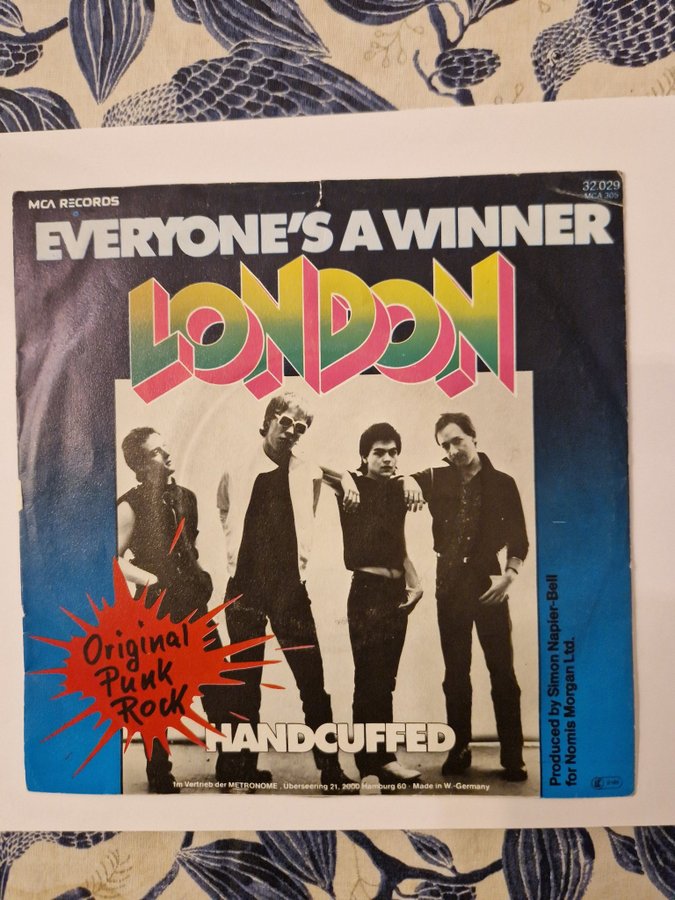 MCA RECORDS
32.029
MCA 305
EVERYONE'S A WINNER
LONDON
Original
Punk
Rock
HANDCUFFED
Produced by Simon Napier-Bell
for Nomis Morgan Ltd.
Im Vertrieb der METRONOME, Überseering 21, 2000 Hamburg 60 · Made in W.-Germany